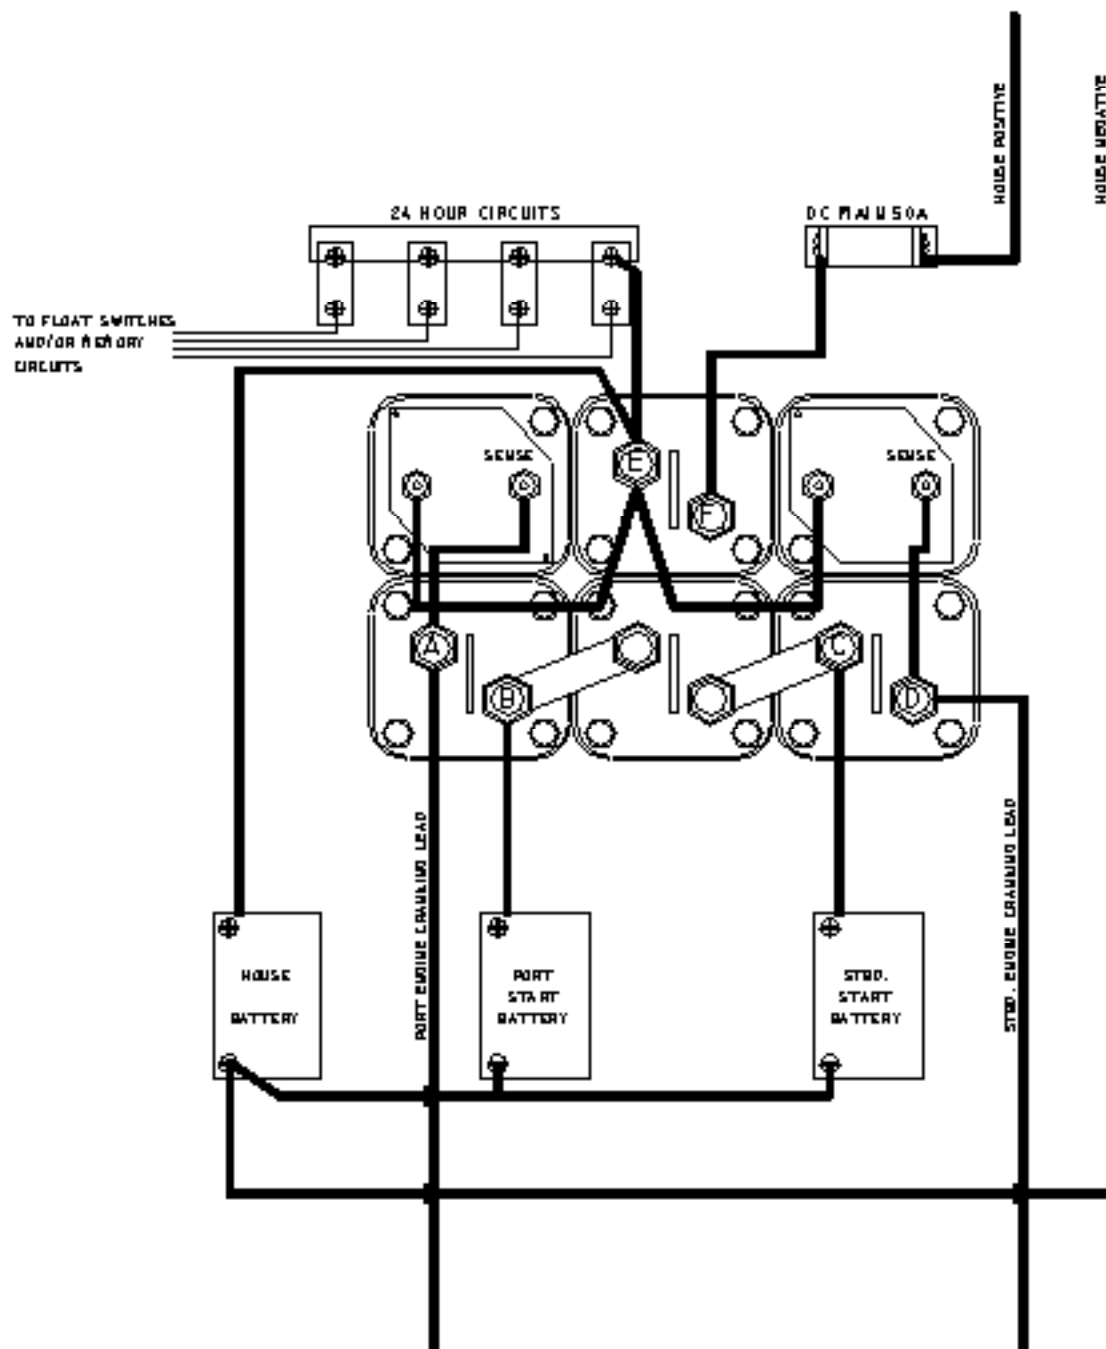 HOUSE POSITIVE
HOUSE NEGATIVE
24 HOUR CIRCUITS
DC MAIN 50A
TO FLOAT SWITCHES
AND/OR MEMORY
CIRCUITS
SENSE
SENSE
E
F
A
B
C
D
PORT ENGINE CRANKING LEAD
STBD. ENGINE CRANKING LEAD
HOUSE
BATTERY
PORT
START
BATTERY
STBD.
START
BATTERY